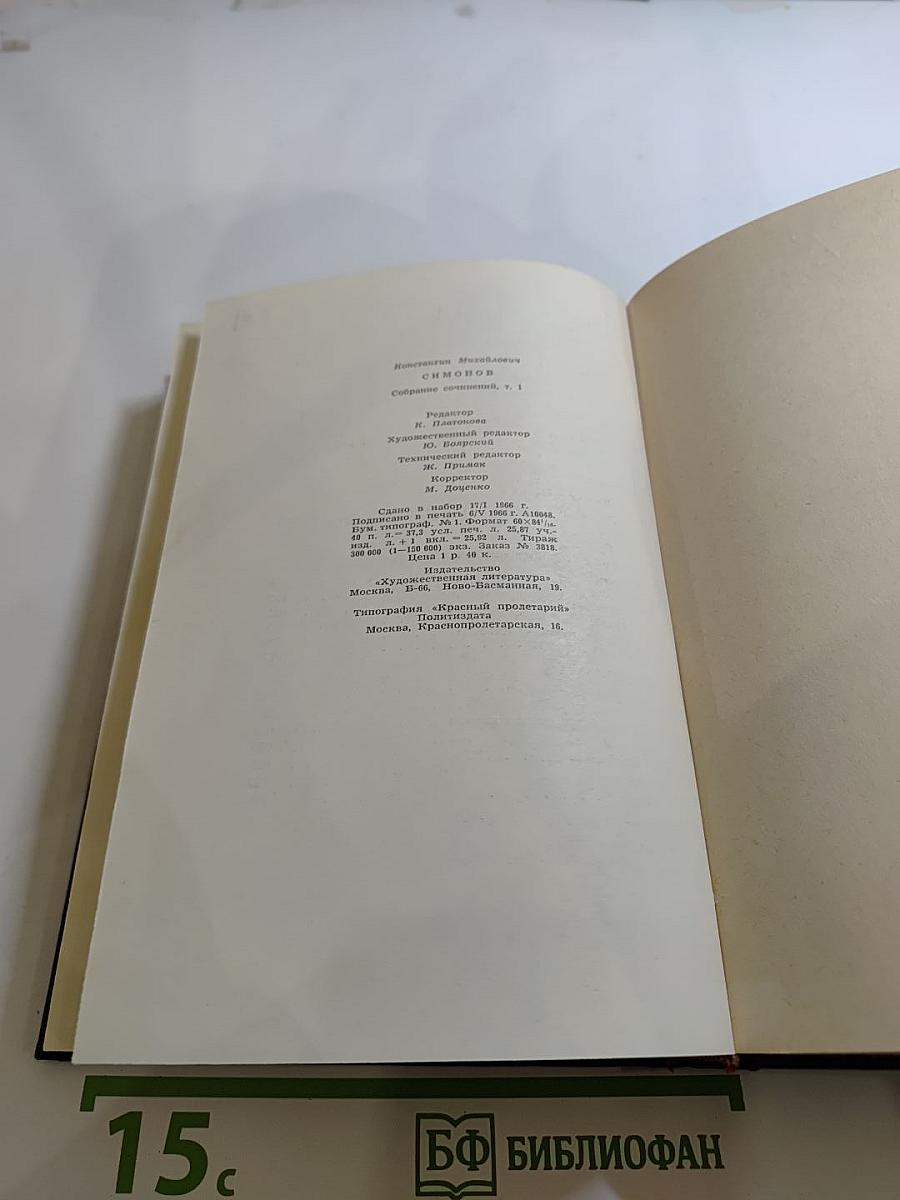 Константин Михайлович
СИМОНОВ
Собрание сочинений, т. 1
Редактор
К. Платонова
Художественный редактор
Ю. Боярский
Технический редактор
Ж. Примак
Корректор
М. Доценко
Сдано в набор 17/I 1966 г.
Подписано в печать 6/V 1966 г. А10048.
Бум. типограф. № 1. Формат 60×84¹/₁₆.
40 п. л.= 37,3 усл. печ. л. 25,87 уч.-
изд. л. + 1 вкл. = 25,92 л. Тираж
300 000 (1—150 000) экз. Заказ № 3818.
Цена 1 р. 40 к.
Издательство
«Художественная литература»
Москва, Б-66, Ново-Басманная, 19.
Типография «Красный пролетарий»
Политиздата
Москва, Краснопролетарская, 16.
15 с
БФ БИБЛИОФАН